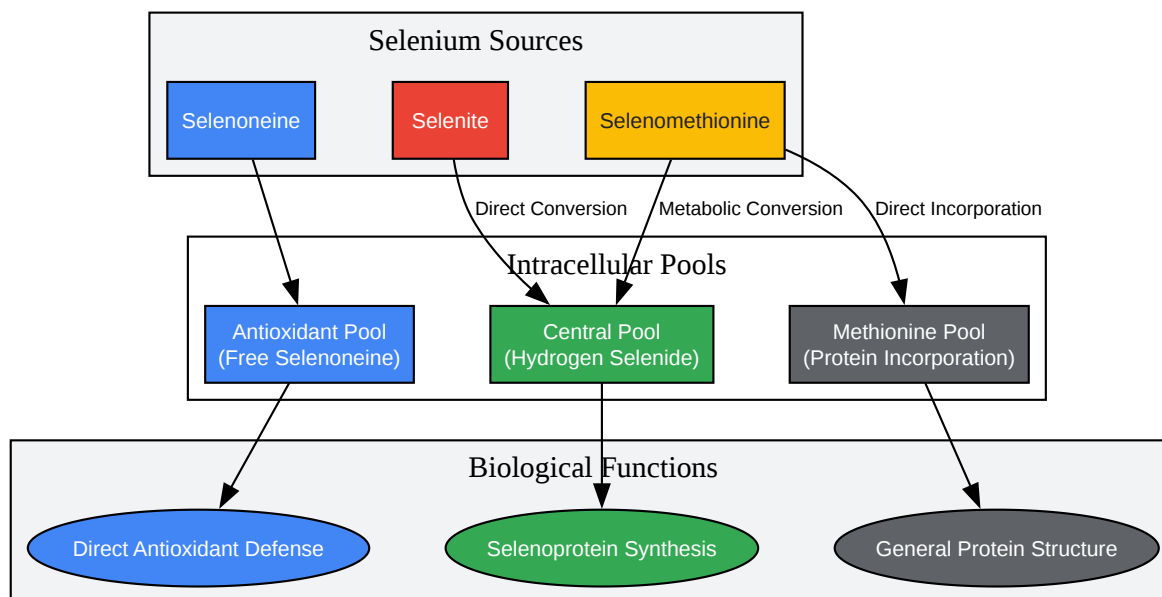 Selenium Sources
Selenoneine
Selenite
Selenomethionine
Direct Conversion
Metabolic Conversion
Direct Incorporation
Intracellular Pools
Antioxidant Pool
(Free Selenoneine)
Central Pool
(Hydrogen Selenide)
Methionine Pool
(Protein Incorporation)
Biological Functions
Direct Antioxidant Defense
Selenoprotein Synthesis
General Protein Structure